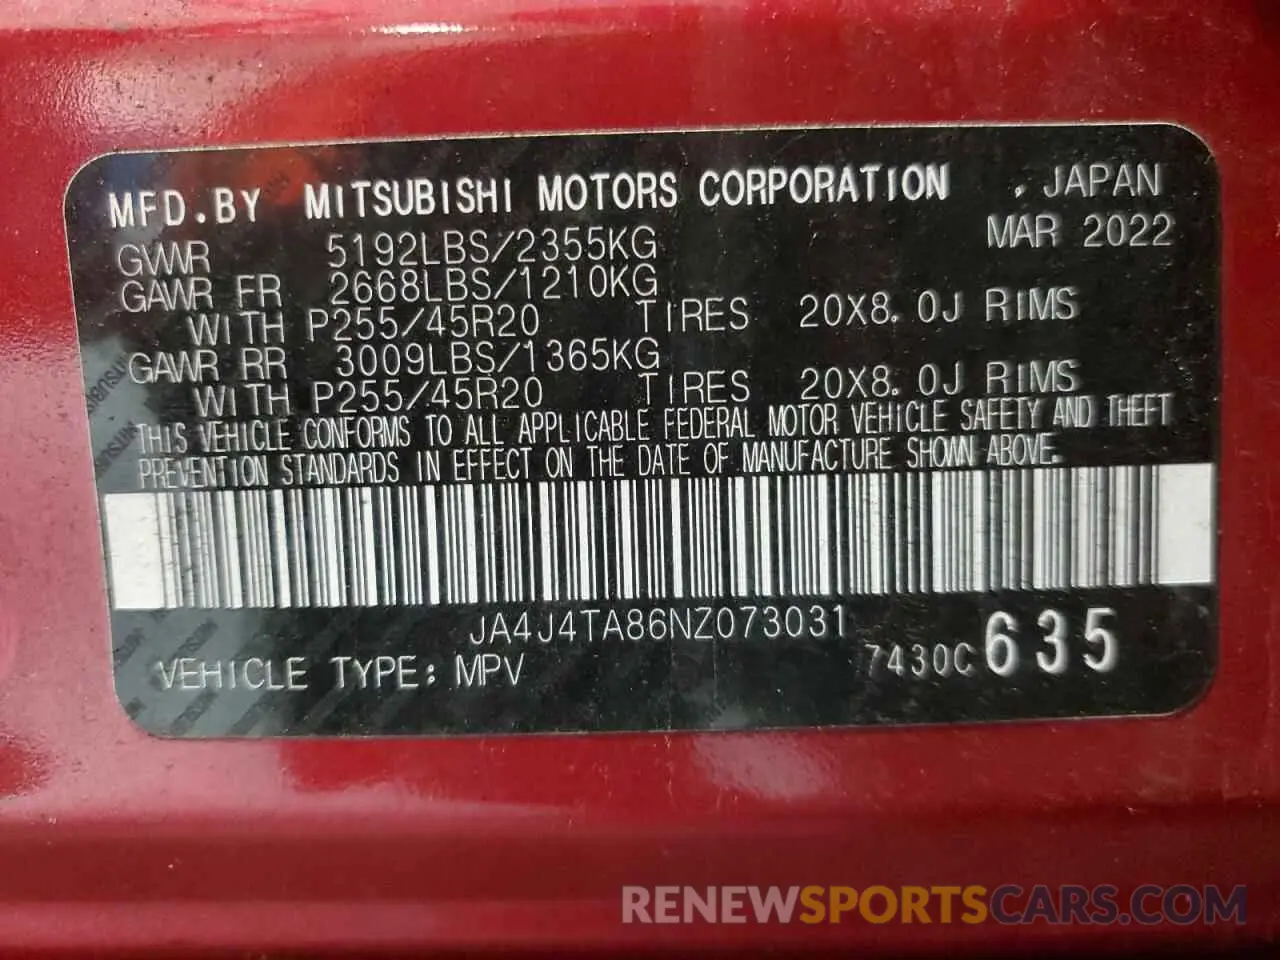 MFD.BY MITSUBISHI MOTORS CORPORATION , JAPAN
GVWR 5192LBS/2355KG MAR 2022
GAWR FR 2668LBS/1210KG
WITH P255/45R20 TIRES 20X8.0J RIMS
GAWR RR 3009LBS/1365KG
WITH P255/45R20 TIRES 20X8.0J RIMS
THIS VEHICLE CONFORMS TO ALL APPLICABLE FEDERAL MOTOR VEHICLE SAFETY AND THEFT
PREVENTION STANDARDS IN EFFECT ON THE DATE OF MANUFACTURE SHOWN ABOVE.
JA4J4TA86NZ073031
VEHICLE TYPE: MPV 7430C 635
RENEWSPORTSCARS.COM